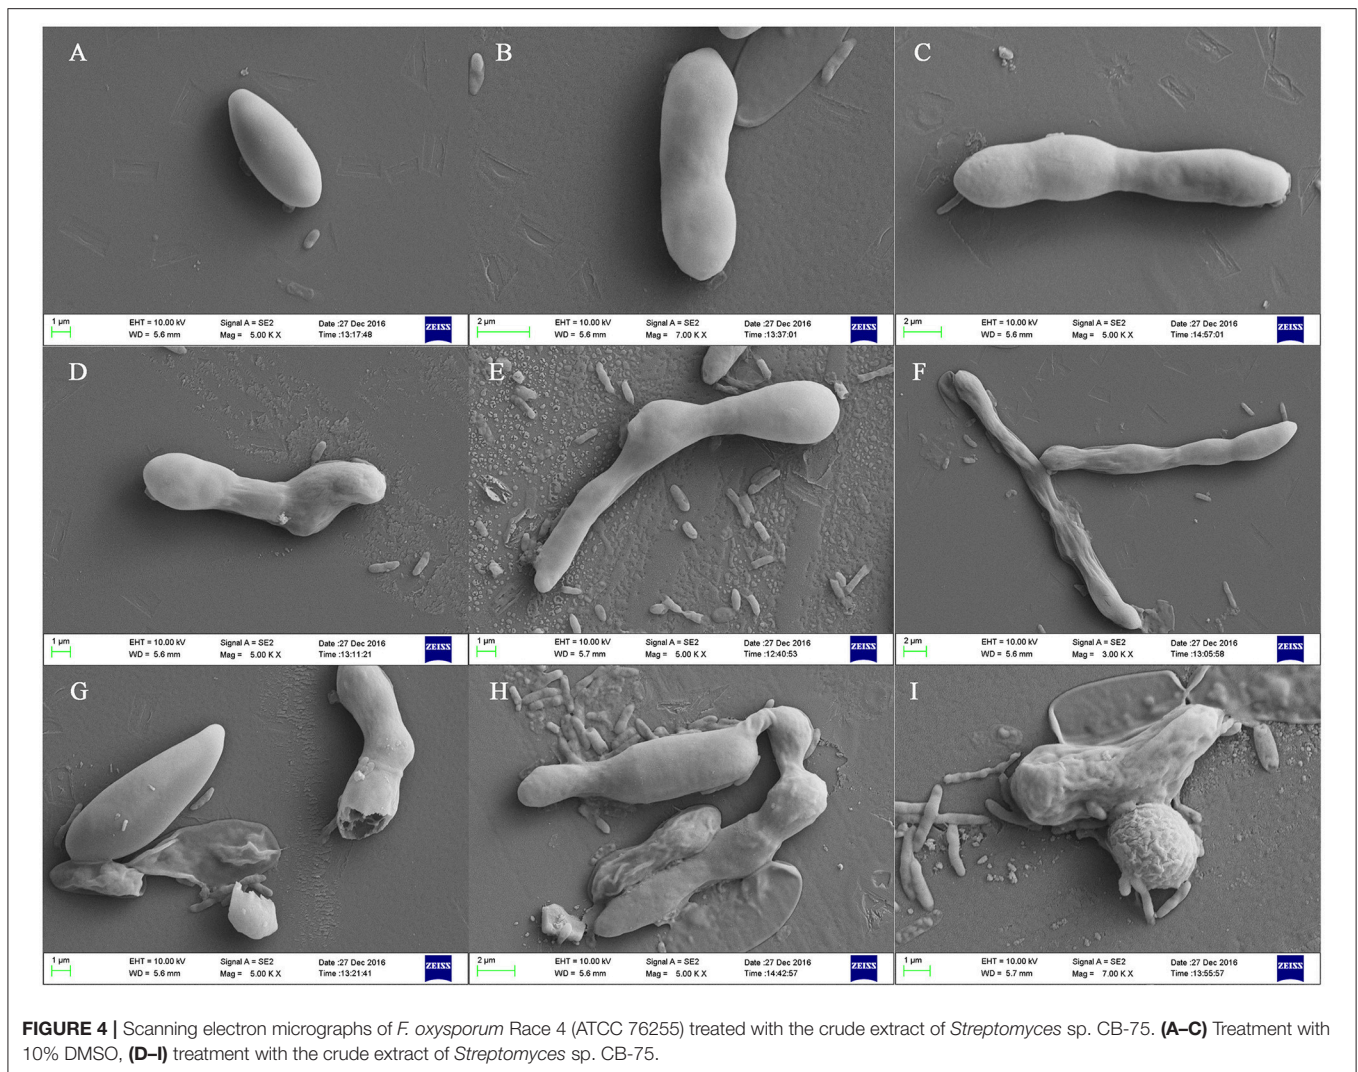 A
B
C
1 µm
EHT = 10.00 kV
Signal A = SE2
Date :27 Dec 2016
WD = 5.6 mm
Mag = 5.00 K X
Time :13:17:48
ZEISS
2 µm
EHT = 10.00 kV
Signal A = SE2
Date :27 Dec 2016
WD = 5.6 mm
Mag = 7.00 K X
Time :13:37:01
ZEISS
2 µm
EHT = 10.00 kV
Signal A = SE2
Date :27 Dec 2016
WD = 5.6 mm
Mag = 5.00 K X
Time :14:57:01
ZEISS
D
E
F
1 µm
EHT = 10.00 kV
Signal A = SE2
Date :27 Dec 2016
WD = 5.6 mm
Mag = 5.00 K X
Time :13:11:21
ZEISS
1 µm
EHT = 10.00 kV
Signal A = SE2
Date :27 Dec 2016
WD = 5.7 mm
Mag = 5.00 K X
Time :12:40:53
ZEISS
2 µm
EHT = 10.00 kV
Signal A = SE2
Date :27 Dec 2016
WD = 5.6 mm
Mag = 3.00 K X
Time :13:05:58
ZEISS
G
H
I
1 µm
EHT = 10.00 kV
Signal A = SE2
Date :27 Dec 2016
WD = 5.6 mm
Mag = 5.00 K X
Time :13:21:41
ZEISS
2 µm
EHT = 10.00 kV
Signal A = SE2
Date :27 Dec 2016
WD = 5.6 mm
Mag = 5.00 K X
Time :14:42:57
ZEISS
1 µm
EHT = 10.00 kV
Signal A = SE2
Date :27 Dec 2016
WD = 5.7 mm
Mag = 7.00 K X
Time :13:55:57
ZEISS
FIGURE 4 | Scanning electron micrographs of F. oxysporum Race 4 (ATCC 76255) treated with the crude extract of Streptomyces sp. CB-75. (A–C) Treatment with
10% DMSO, (D–I) treatment with the crude extract of Streptomyces sp. CB-75.